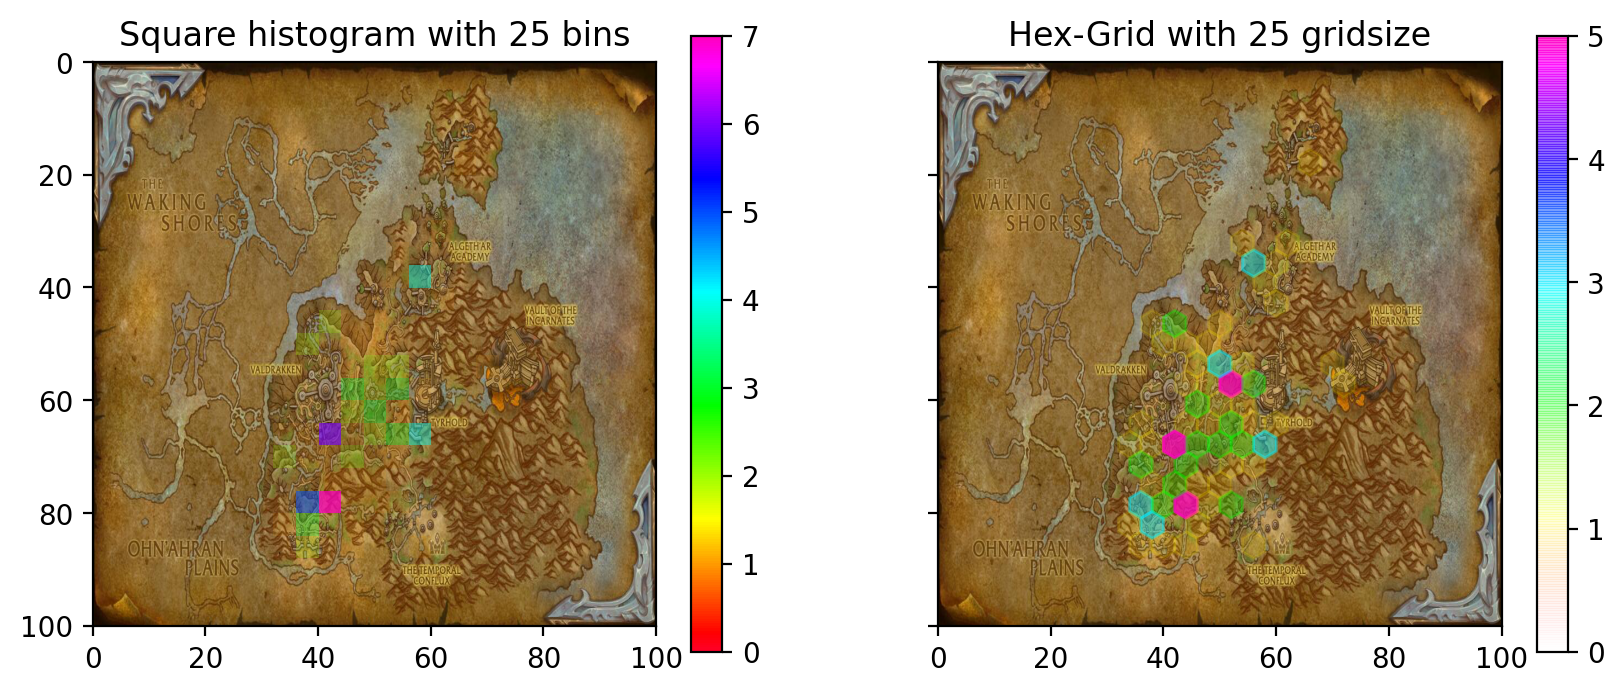 Square histogram with 25 bins
0
20
40
60
80
100
0 20 40 60 80 100
THE
WAKING
SHORES
ALGETH'AR
ACADEMY
VAULT OF THE
INCARNATES
VALDRAKKEN
TYRHOLD
OHN'AHRAN
PLAINS
THE TEMPORAL
CONFLUX
7
6
5
4
3
2
1
0
Hex-Grid with 25 gridsize
0 20 40 60 80 100
THE
WAKING
SHORES
ALGETH'AR
ACADEMY
VAULT OF THE
INCARNATES
VALDRAKKEN
TYRHOLD
OHN'AHRAN
PLAINS
THE TEMPORAL
CONFLUX
5
4
3
2
1
0